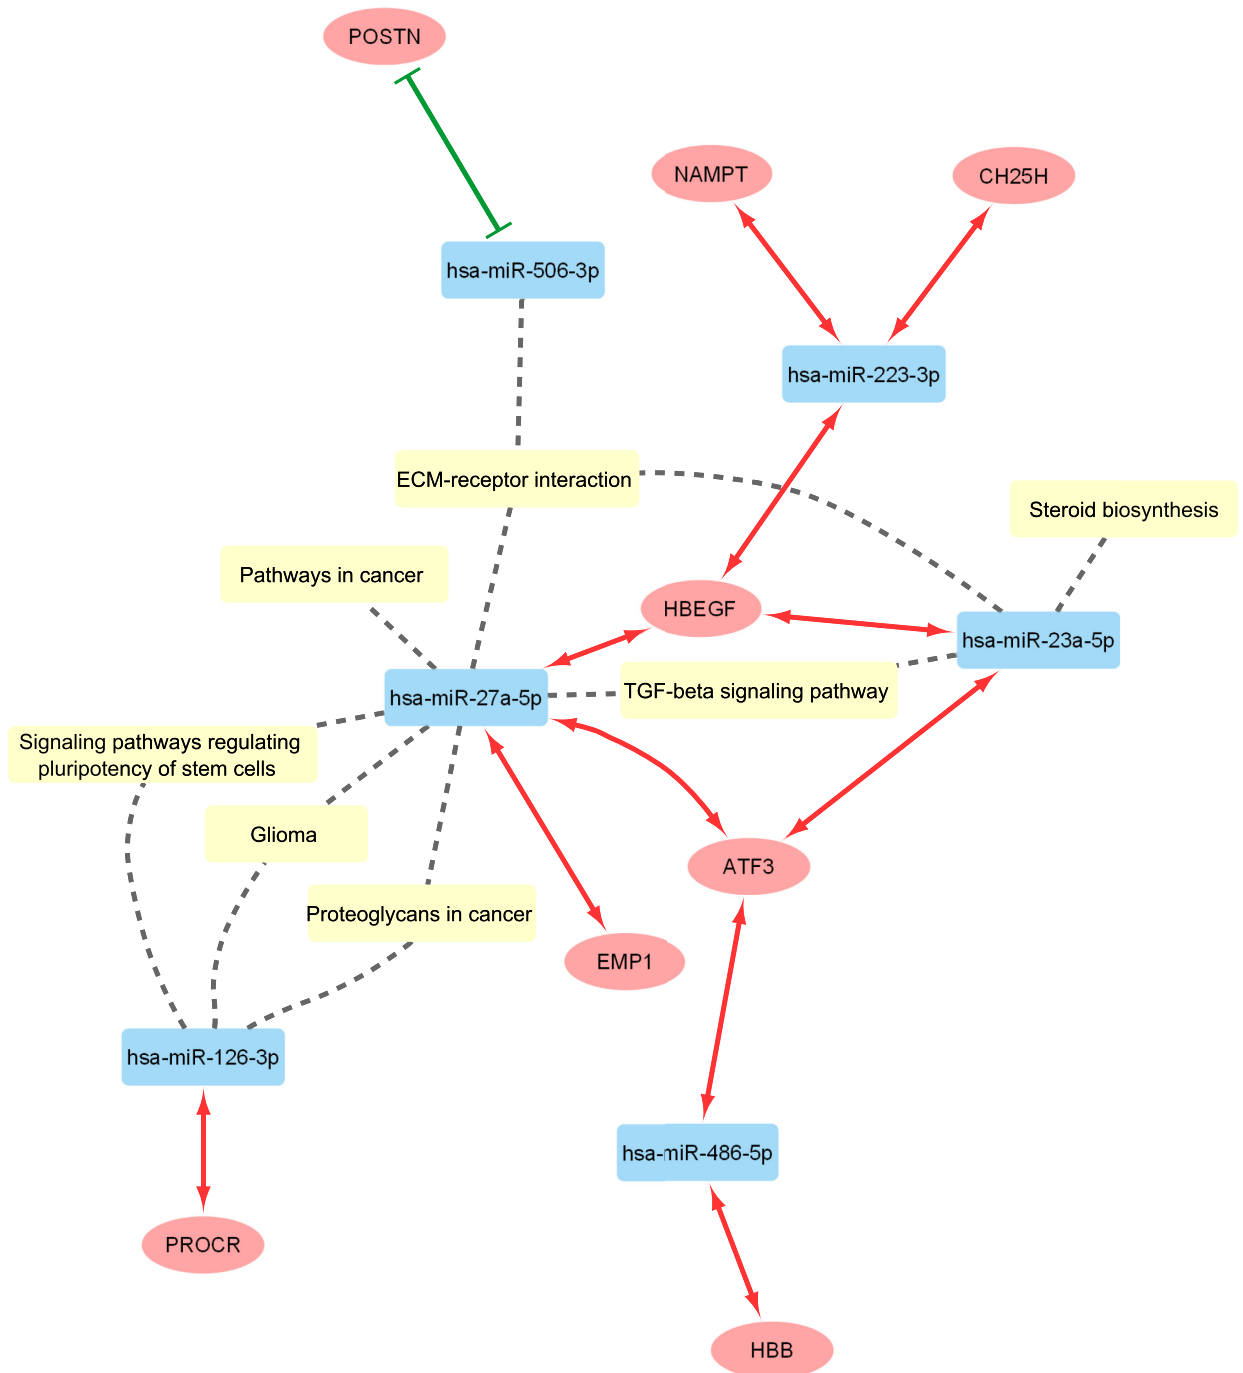 POSTN
NAMPT
CH25H
hsa-miR-506-3p
hsa-miR-223-3p
ECM-receptor interaction
Steroid biosynthesis
Pathways in cancer
HBEGF
hsa-miR-23a-5p
hsa-miR-27a-5p
TGF-beta signaling pathway
Signaling pathways regulating
pluripotency of stem cells
Glioma
ATF3
Proteoglycans in cancer
EMP1
hsa-miR-126-3p
hsa-miR-486-5p
PROCR
HBB